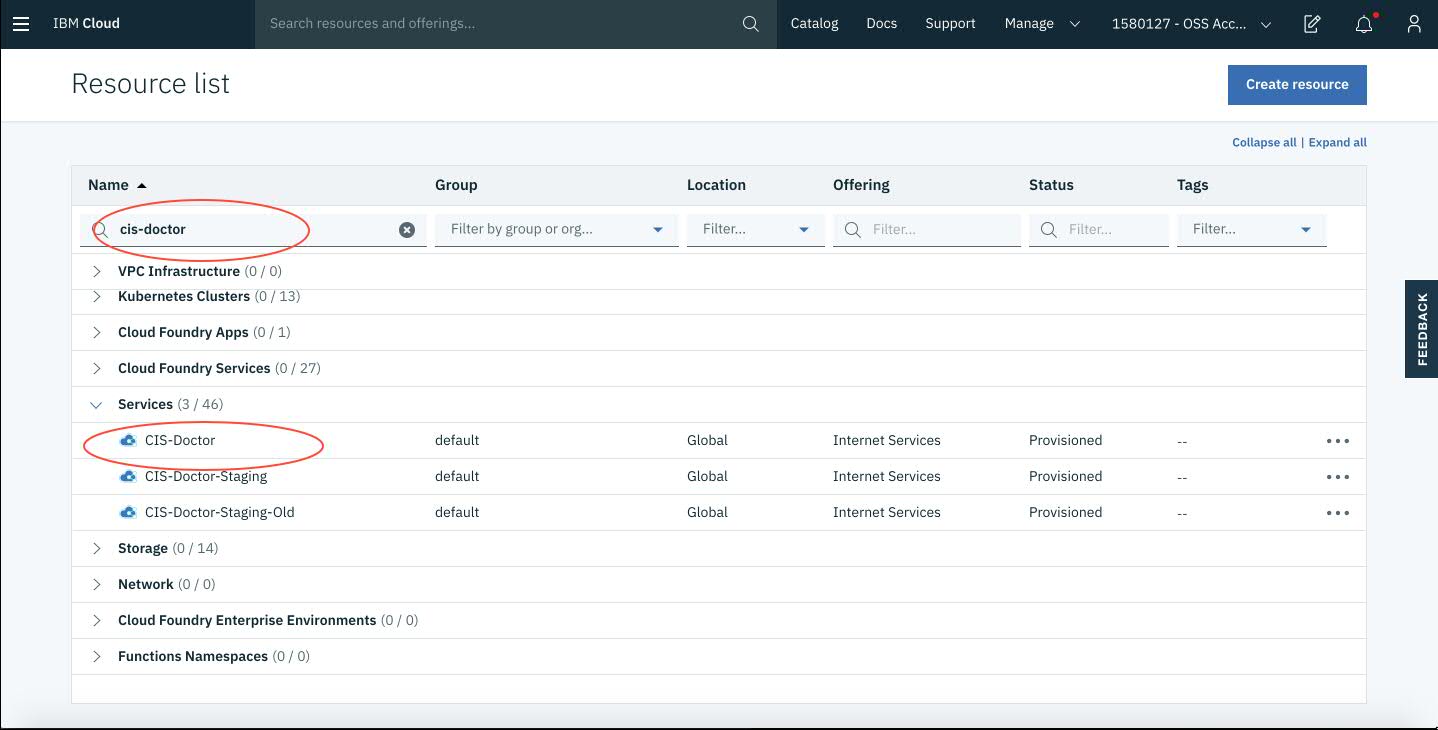 IBM Cloud Search resources and offerings... Catalog Docs Support Manage 1580127 - OSS Acc...
Resource list Create resource
Collapse all | Expand all
Name Group Location Offering Status Tags
cis-doctor Filter by group or org... Filter... Filter... Filter... Filter...
VPC Infrastructure (0 / 0)
Kubernetes Clusters (0 / 13)
Cloud Foundry Apps (0 / 1)
Cloud Foundry Services (0 / 27)
Services (3 / 46)
CIS-Doctor default Global Internet Services Provisioned --
CIS-Doctor-Staging default Global Internet Services Provisioned --
CIS-Doctor-Staging-Old default Global Internet Services Provisioned --
Storage (0 / 14)
Network (0 / 0)
Cloud Foundry Enterprise Environments (0 / 0)
Functions Namespaces (0 / 0)
FEEDBACK